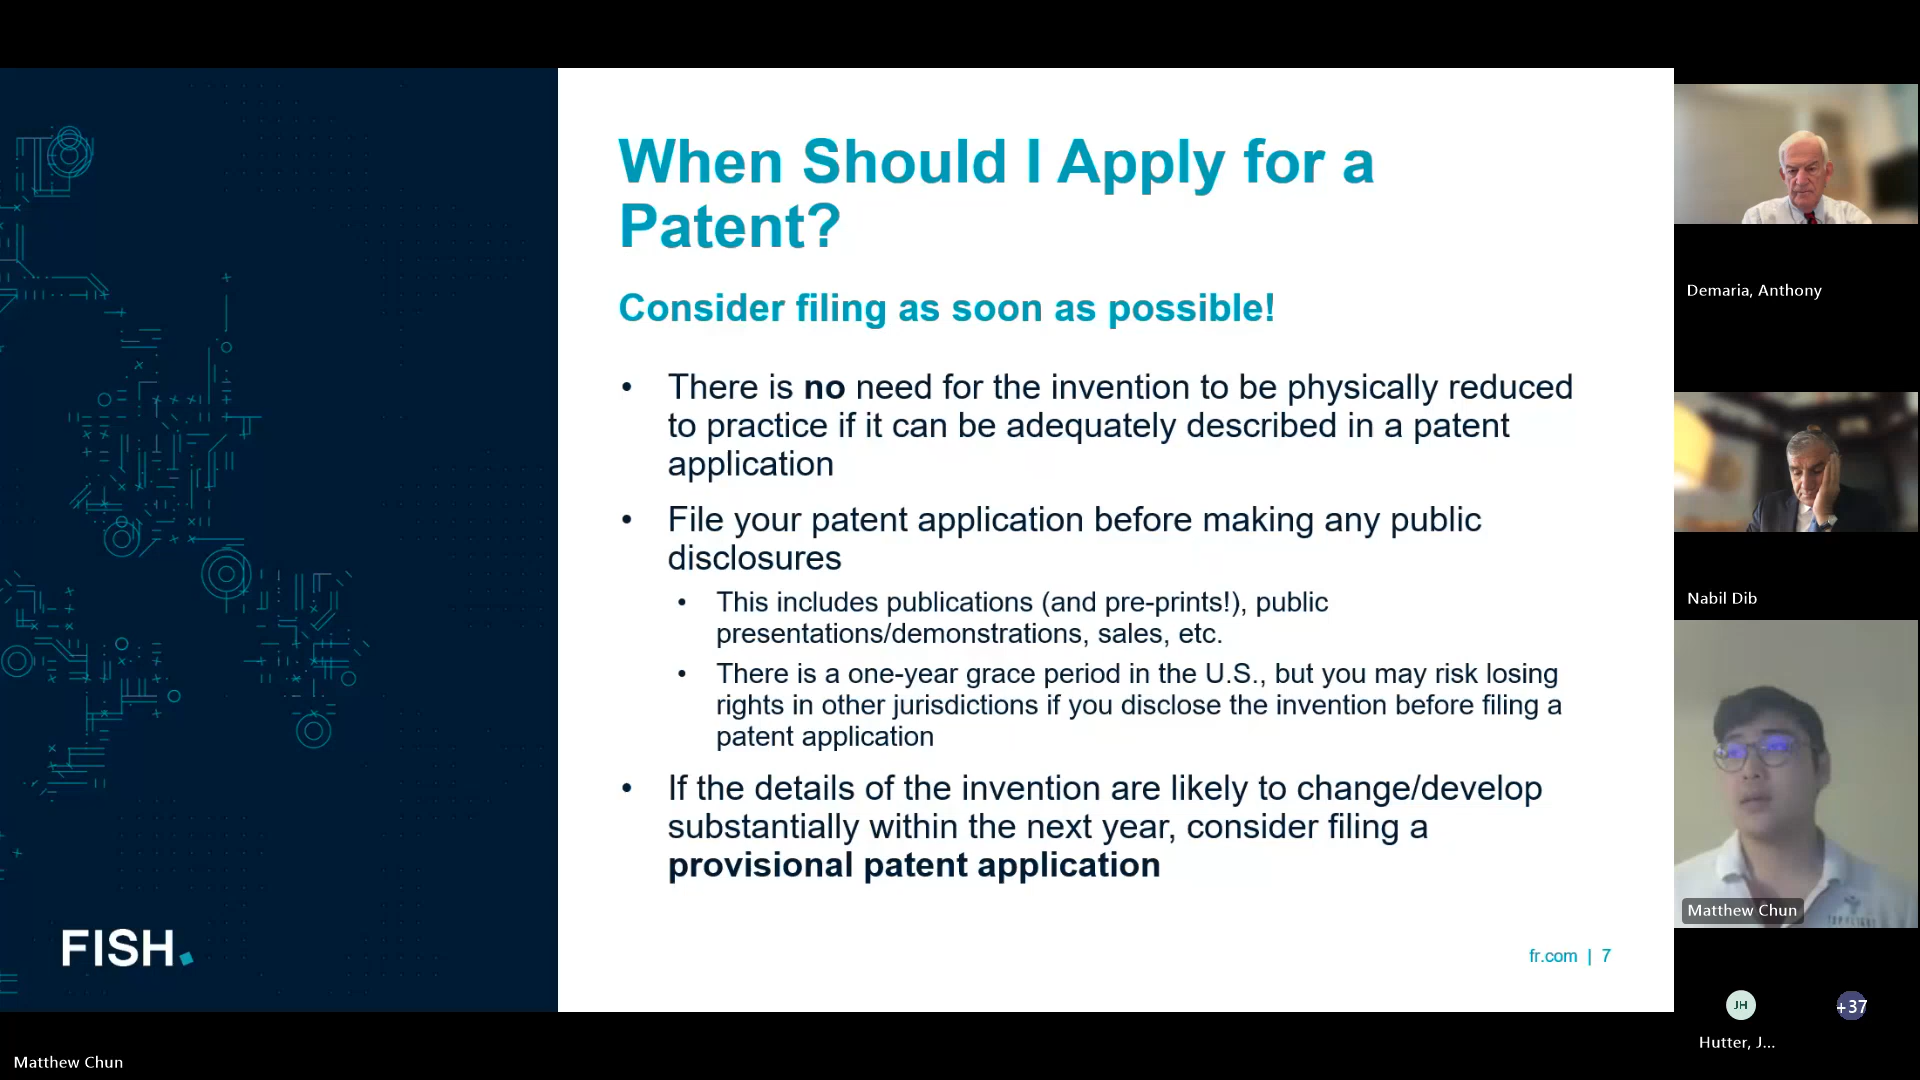 When Should I Apply for a
Patent?
Consider filing as soon as possible!
• There is no need for the invention to be physically reduced
to practice if it can be adequately described in a patent
application
• File your patent application before making any public
disclosures
• This includes publications (and pre-prints!), public
presentations/demonstrations, sales, etc.
• There is a one-year grace period in the U.S., but you may risk losing
rights in other jurisdictions if you disclose the invention before filing a
patent application
• If the details of the invention are likely to change/develop
substantially within the next year, consider filing a
provisional patent application
FISH.
fr.com | 7
Demaria, Anthony
Nabil Dib
Matthew Chun
JH
+37
Hutter, J...
Matthew Chun